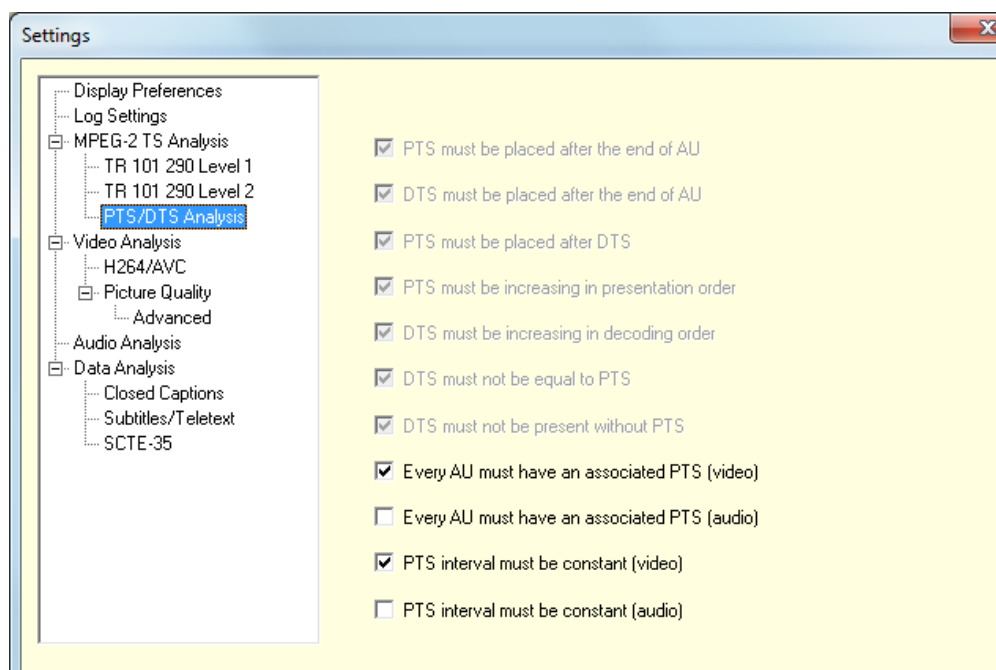 Settings
Display Preferences
Log Settings
MPEG-2 TS Analysis
TR 101 290 Level 1
TR 101 290 Level 2
PTS/DTS Analysis
Video Analysis
H264/AVC
Picture Quality
Advanced
Audio Analysis
Data Analysis
Closed Captions
Subtitles/Teletext
SCTE-35
PTS must be placed after the end of AU
DTS must be placed after the end of AU
PTS must be placed after DTS
PTS must be increasing in presentation order
DTS must be increasing in decoding order
DTS must not be equal to PTS
DTS must not be present without PTS
Every AU must have an associated PTS (video)
Every AU must have an associated PTS (audio)
PTS interval must be constant (video)
PTS interval must be constant (audio)